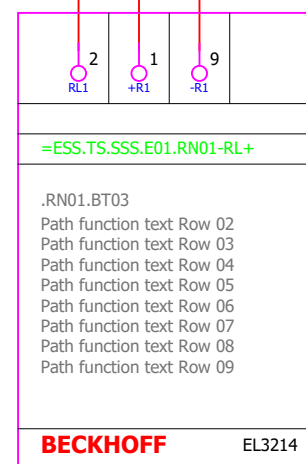 2 1 9
RL1 +R1 -R1
=ESS.TS.SSS.E01.RN01-RL+
.RN01.BT03
Path function text Row 02
Path function text Row 03
Path function text Row 04
Path function text Row 05
Path function text Row 06
Path function text Row 07
Path function text Row 08
Path function text Row 09
BECKHOFF EL3214